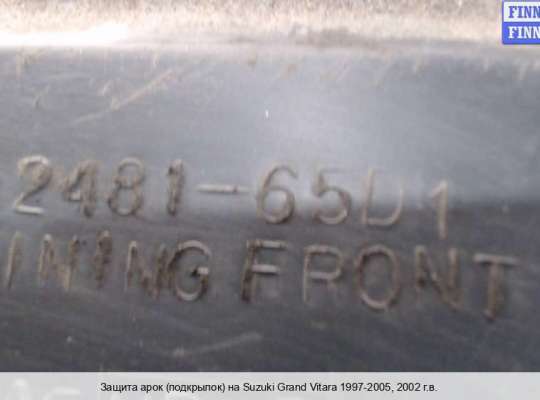 FINN
FINN
2481-65D1
INING FRONT
Защита арок (подкрылок) на Suzuki Grand Vitara 1997-2005, 2002 г.в.